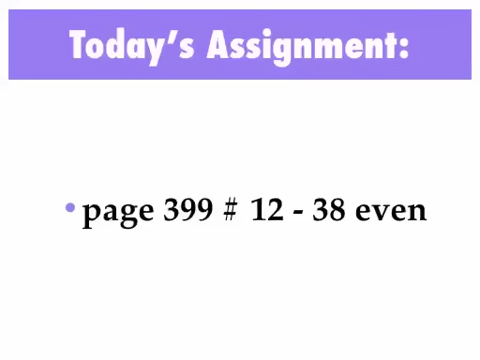 Today's Assignment:
• page 399 # 12 - 38 even